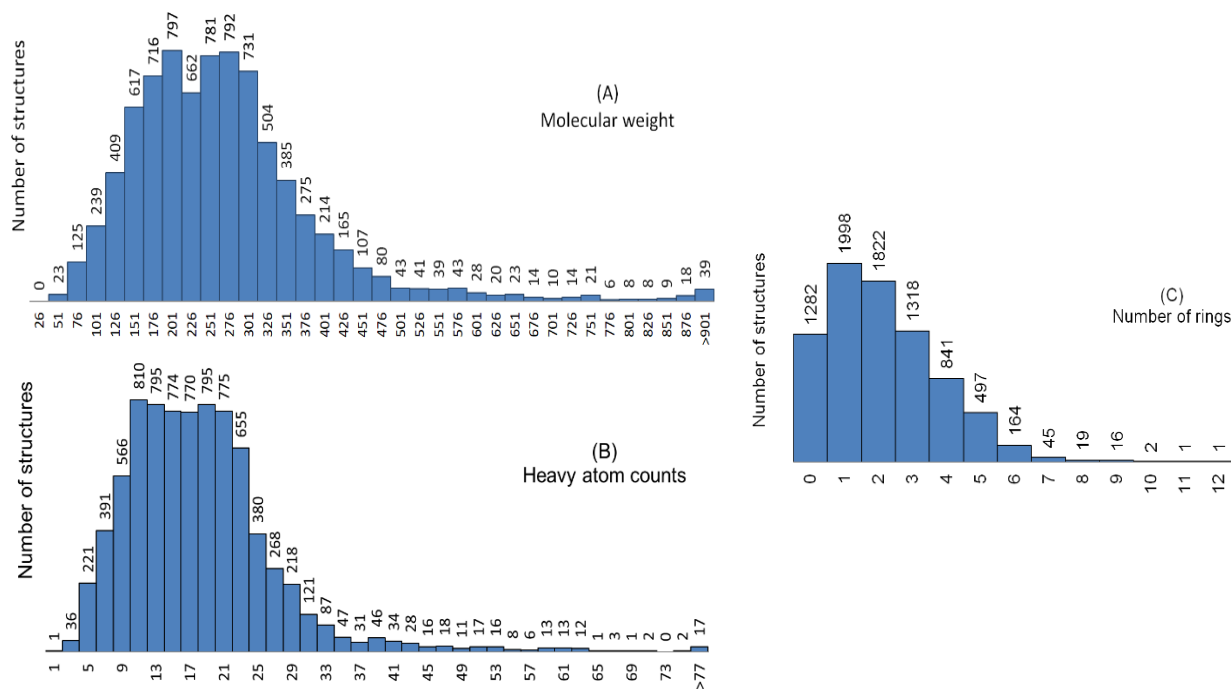 Number of structures
0 23 125 239 409 617 716 797 662 781 792 731 504 385 275 214 165 107 80 43 41 39 43 28 20 23 14 10 14 21 6 8 8 9 18 39
(A)
Molecular weight
26 51 76 101 126 151 176 201 226 251 276 301 326 351 376 401 426 451 476 501 526 551 576 601 626 651 676 701 726 751 776 801 826 851 876 >901
Number of structures
1 36 221 391 566 810 795 774 770 795 775 655 380 268 218 121 87 47 31 46 34 28 16 18 11 17 16 8 6 13 13 12 1 3 1 2 0 2 17
(B)
Heavy atom counts
1 5 9 13 17 21 25 29 33 37 41 45 49 53 57 61 65 69 73 >77
Number of structures
1282 1998 1822 1318 841 497 164 45 19 16 2 1 1
(C)
Number of rings
0 1 2 3 4 5 6 7 8 9 10 11 12